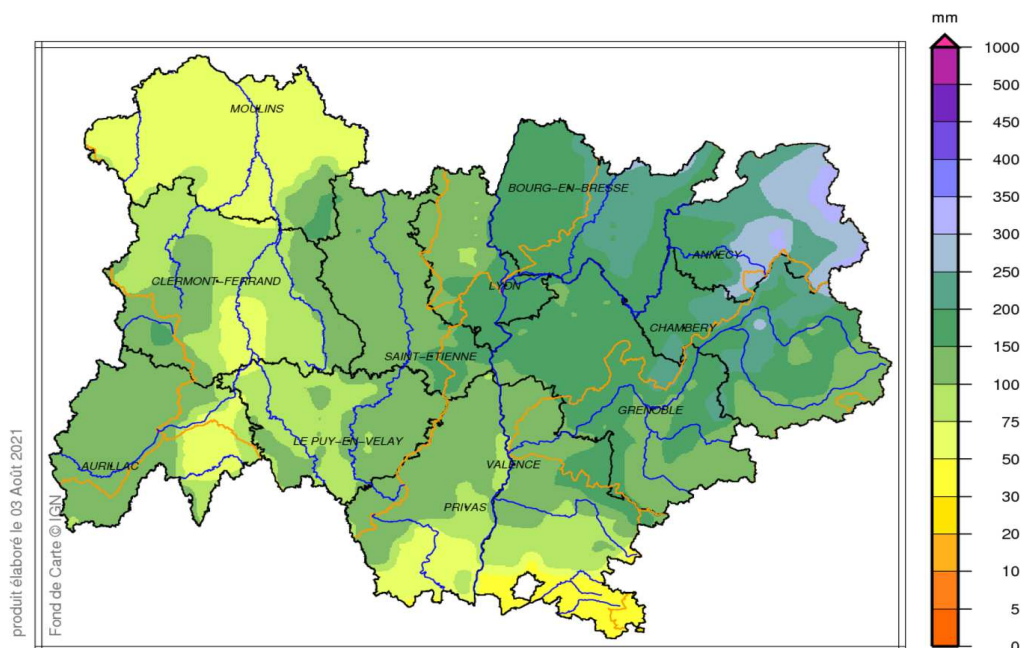 mm
1000
500
450
400
350
300
250
200
150
100
75
50
30
20
10
5
0
MOULINS
BOURG-EN-BRESSE
ANNECY
CLERMONT-FERRAND
LYON
CHAMBERY
SAINT-ETIENNE
GRENOBLE
LE PUY-EN-VELAY
AURILLAC
VALENCE
PRIVAS
produit élaboré le 03 Août 2021
Fond de Carte © IGN